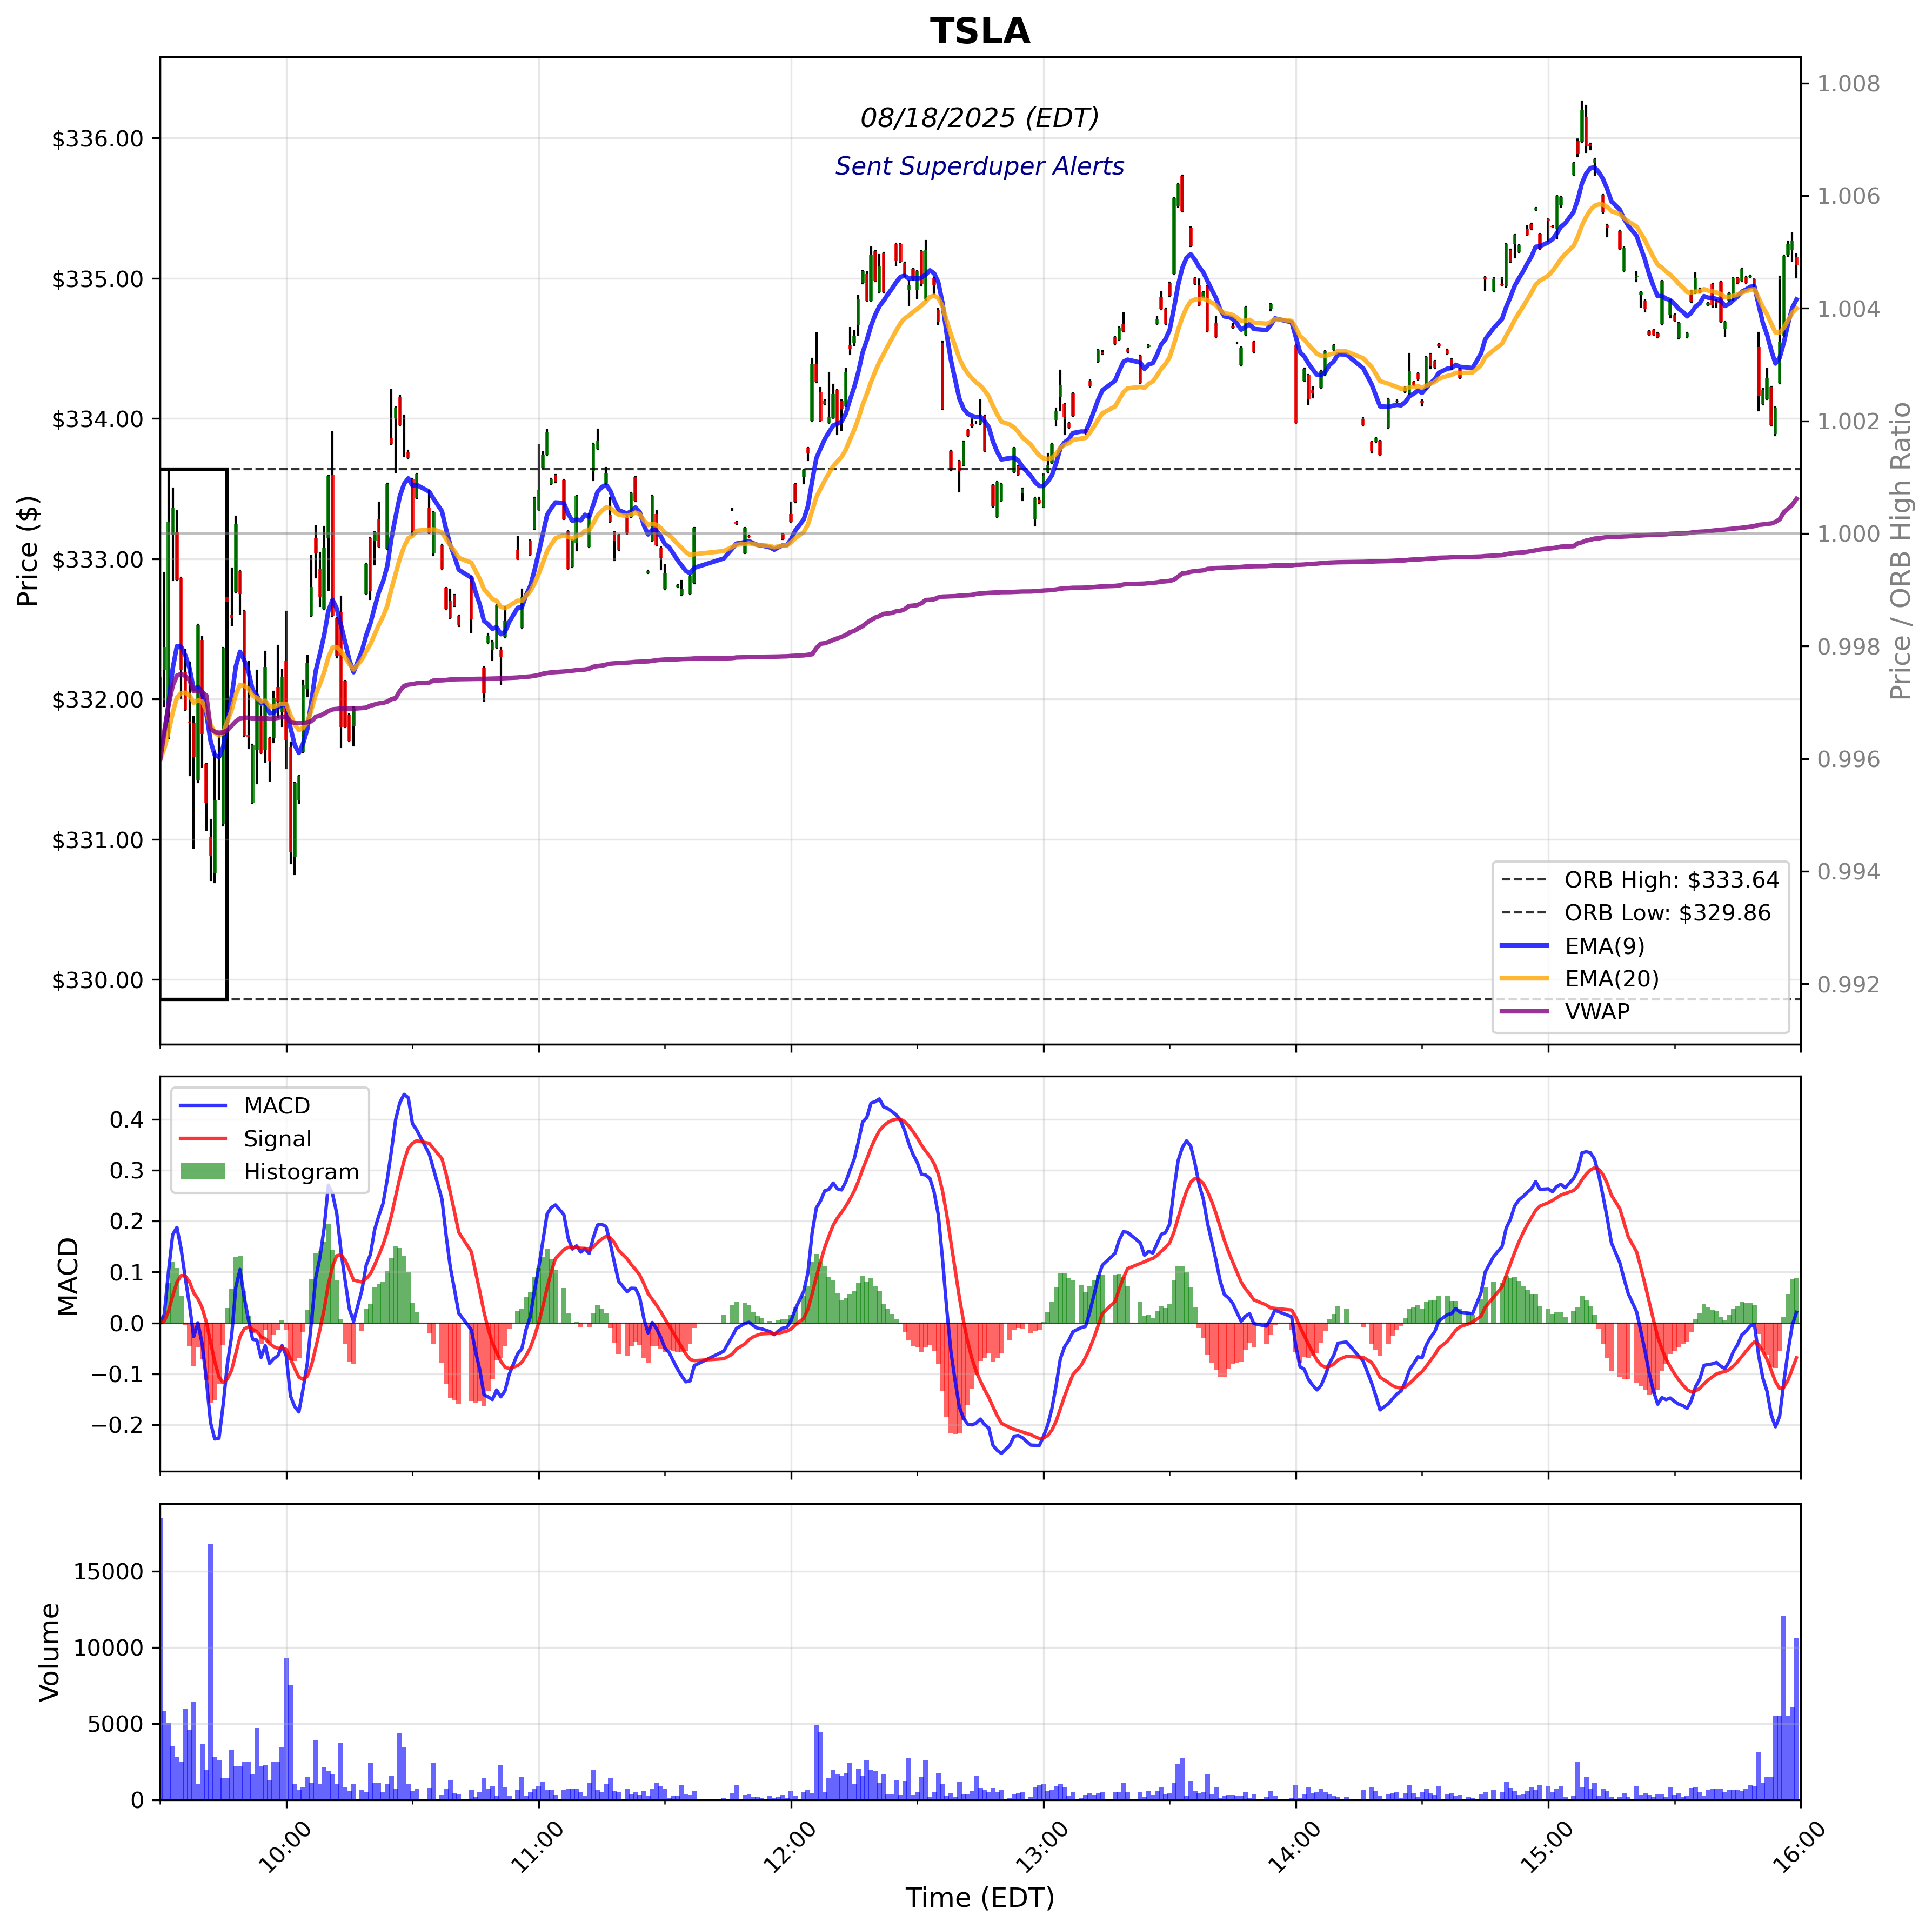 TSLA
08/18/2025 (EDT)
Sent Superduper Alerts
Price ($)
$336.00
$335.00
$334.00
$333.00
$332.00
$331.00
$330.00
1.008
1.006
1.004
1.002
1.000
0.998
0.996
0.994
0.992
Price / ORB High Ratio
ORB High: $333.64
ORB Low: $329.86
EMA(9)
EMA(20)
VWAP
MACD
0.4
0.3
0.2
0.1
0.0
−0.1
−0.2
MACD
Signal
Histogram
Volume
15000
10000
5000
0
10:00
11:00
12:00
13:00
14:00
15:00
16:00
Time (EDT)